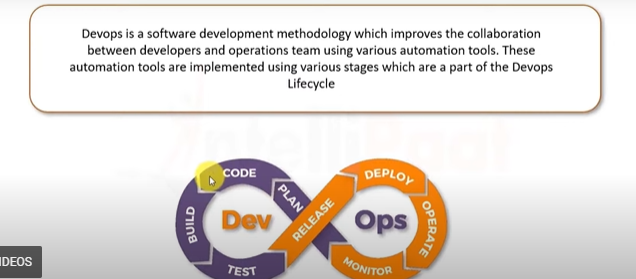 Devops is a software development methodology which improves the collaboration
between developers and operations team using various automation tools. These
automation tools are implemented using various stages which are a part of the Devops
Lifecycle
CODE
PLAN
BUILD
Dev
TEST
RELEASE
DEPLOY
Ops
OPERATE
MONITOR
IDEOS